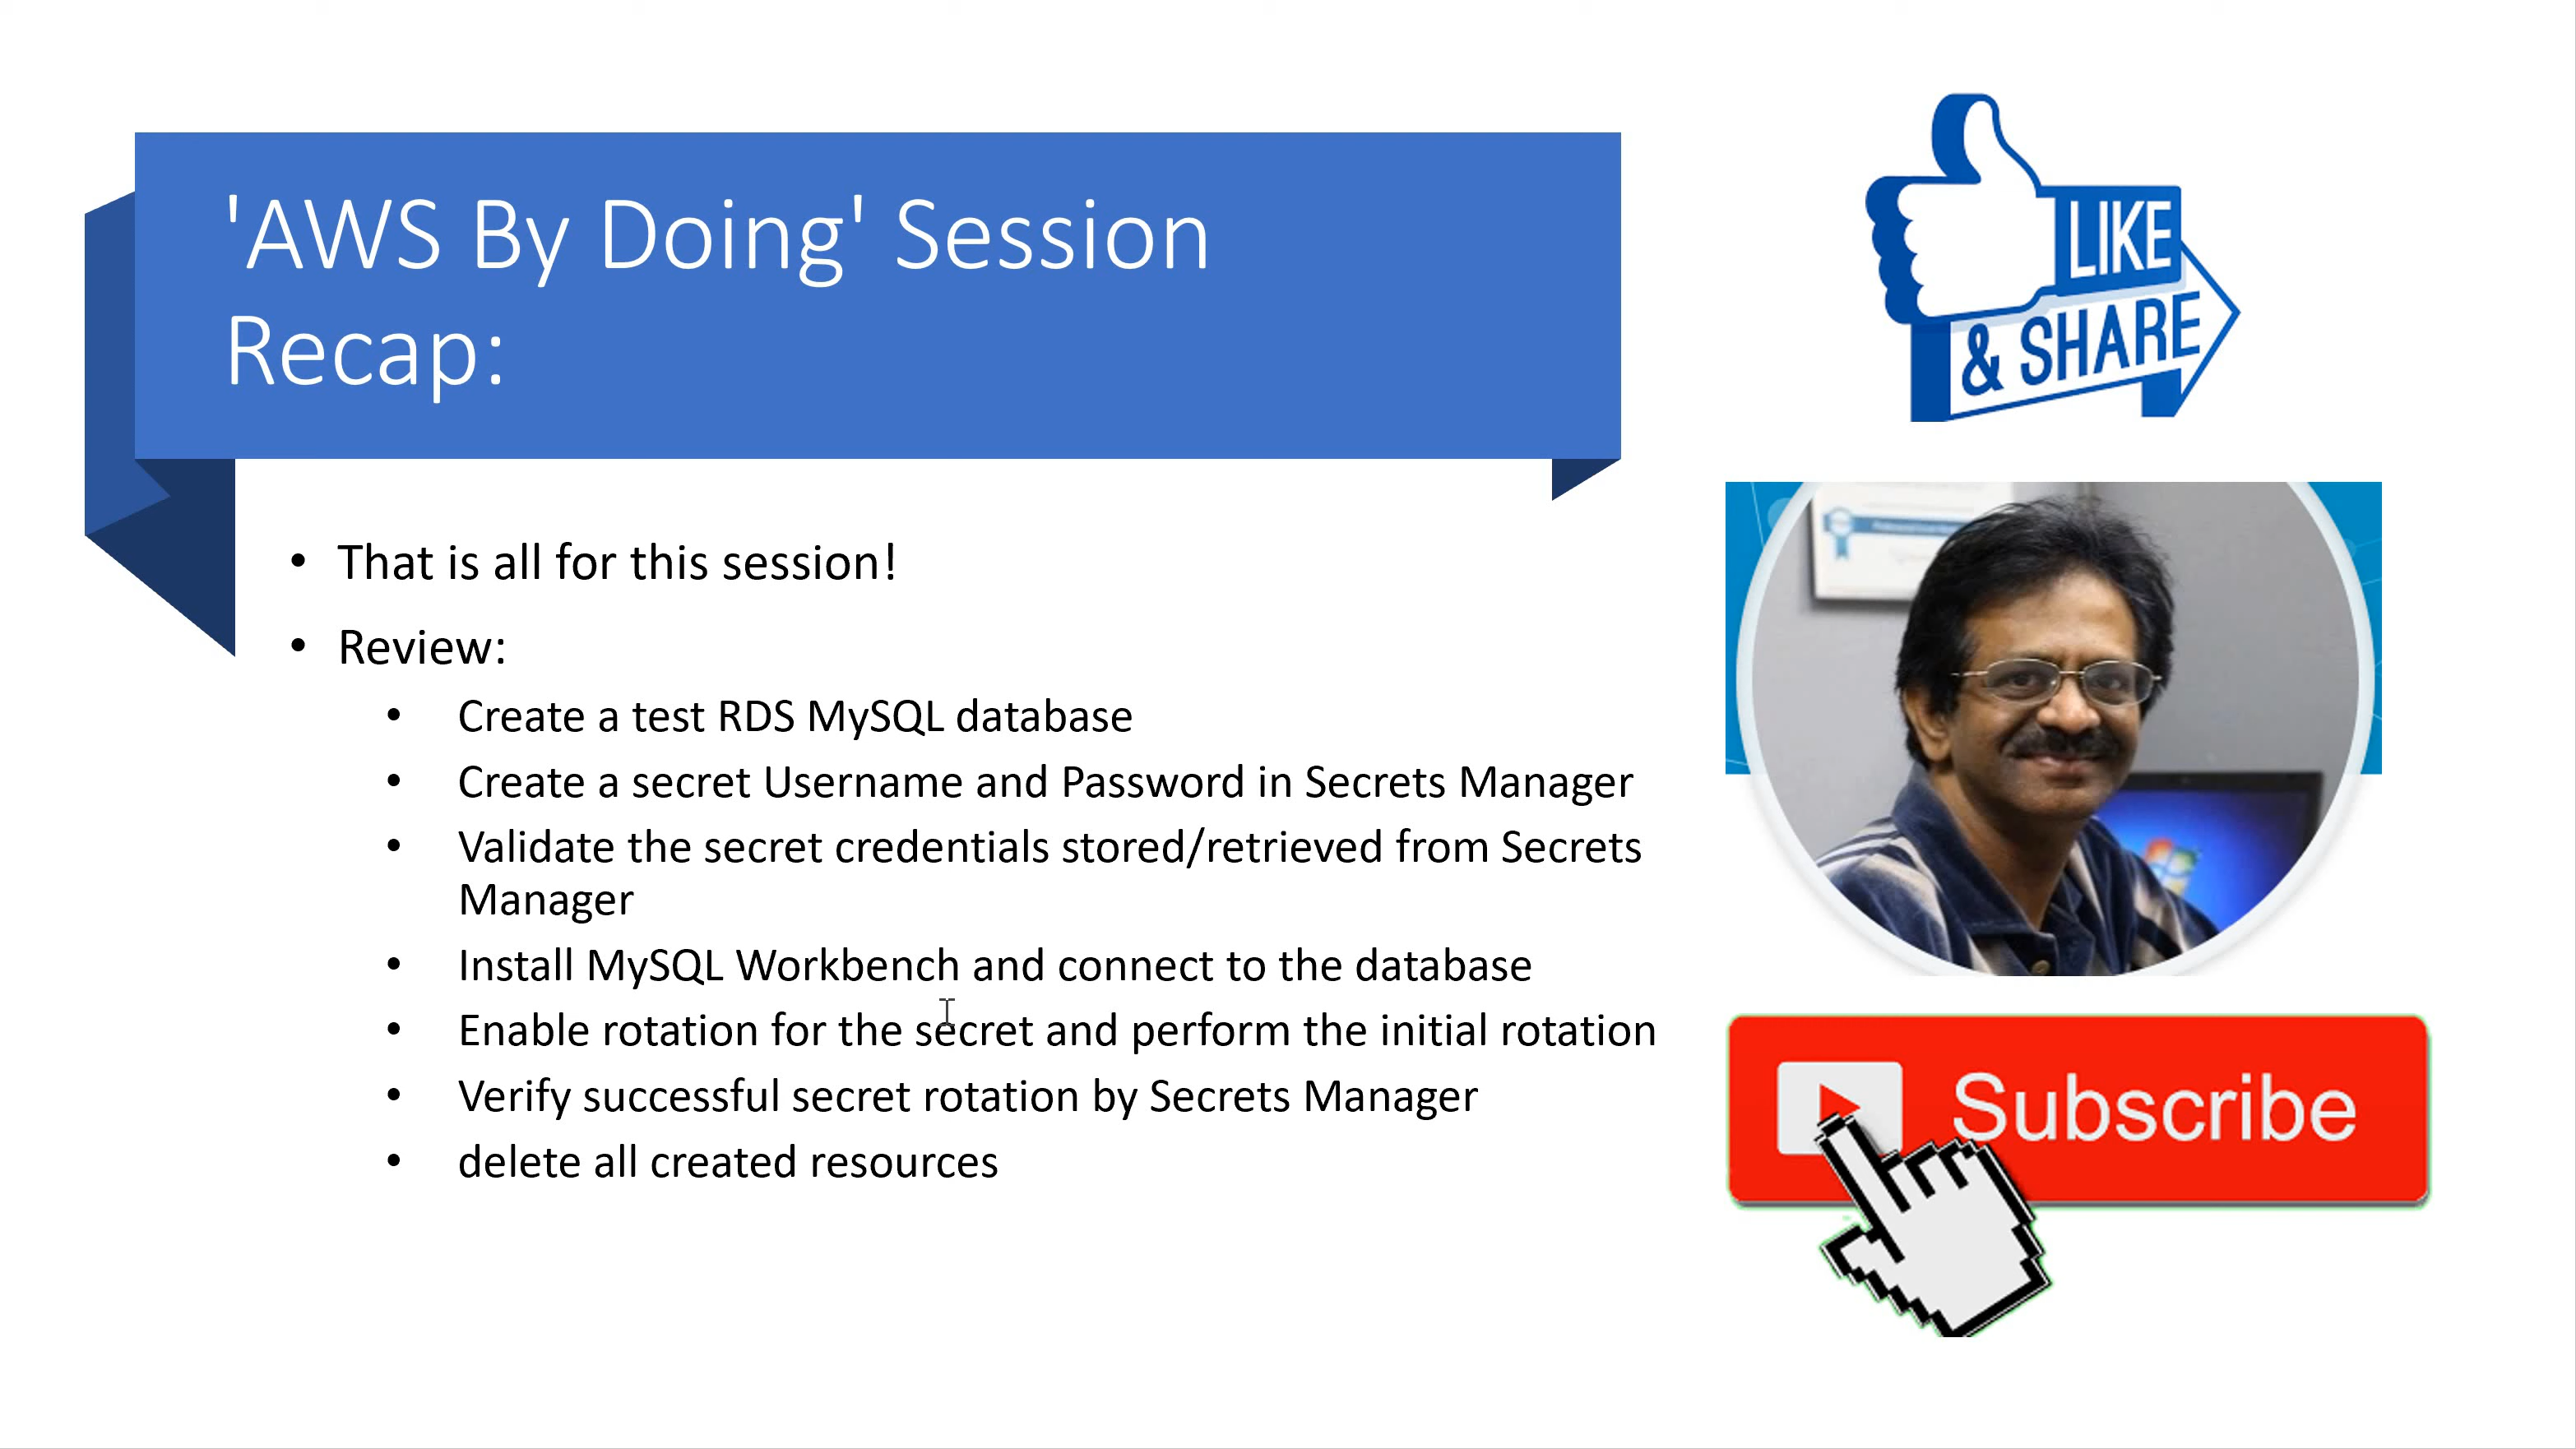 'AWS By Doing' Session
Recap:
LIKE
& SHARE
• That is all for this session!
• Review:
• Create a test RDS MySQL database
• Create a secret Username and Password in Secrets Manager
• Validate the secret credentials stored/retrieved from Secrets
Manager
• Install MySQL Workbench and connect to the database
• Enable rotation for the secret and perform the initial rotation
• Verify successful secret rotation by Secrets Manager
• delete all created resources
Subscribe